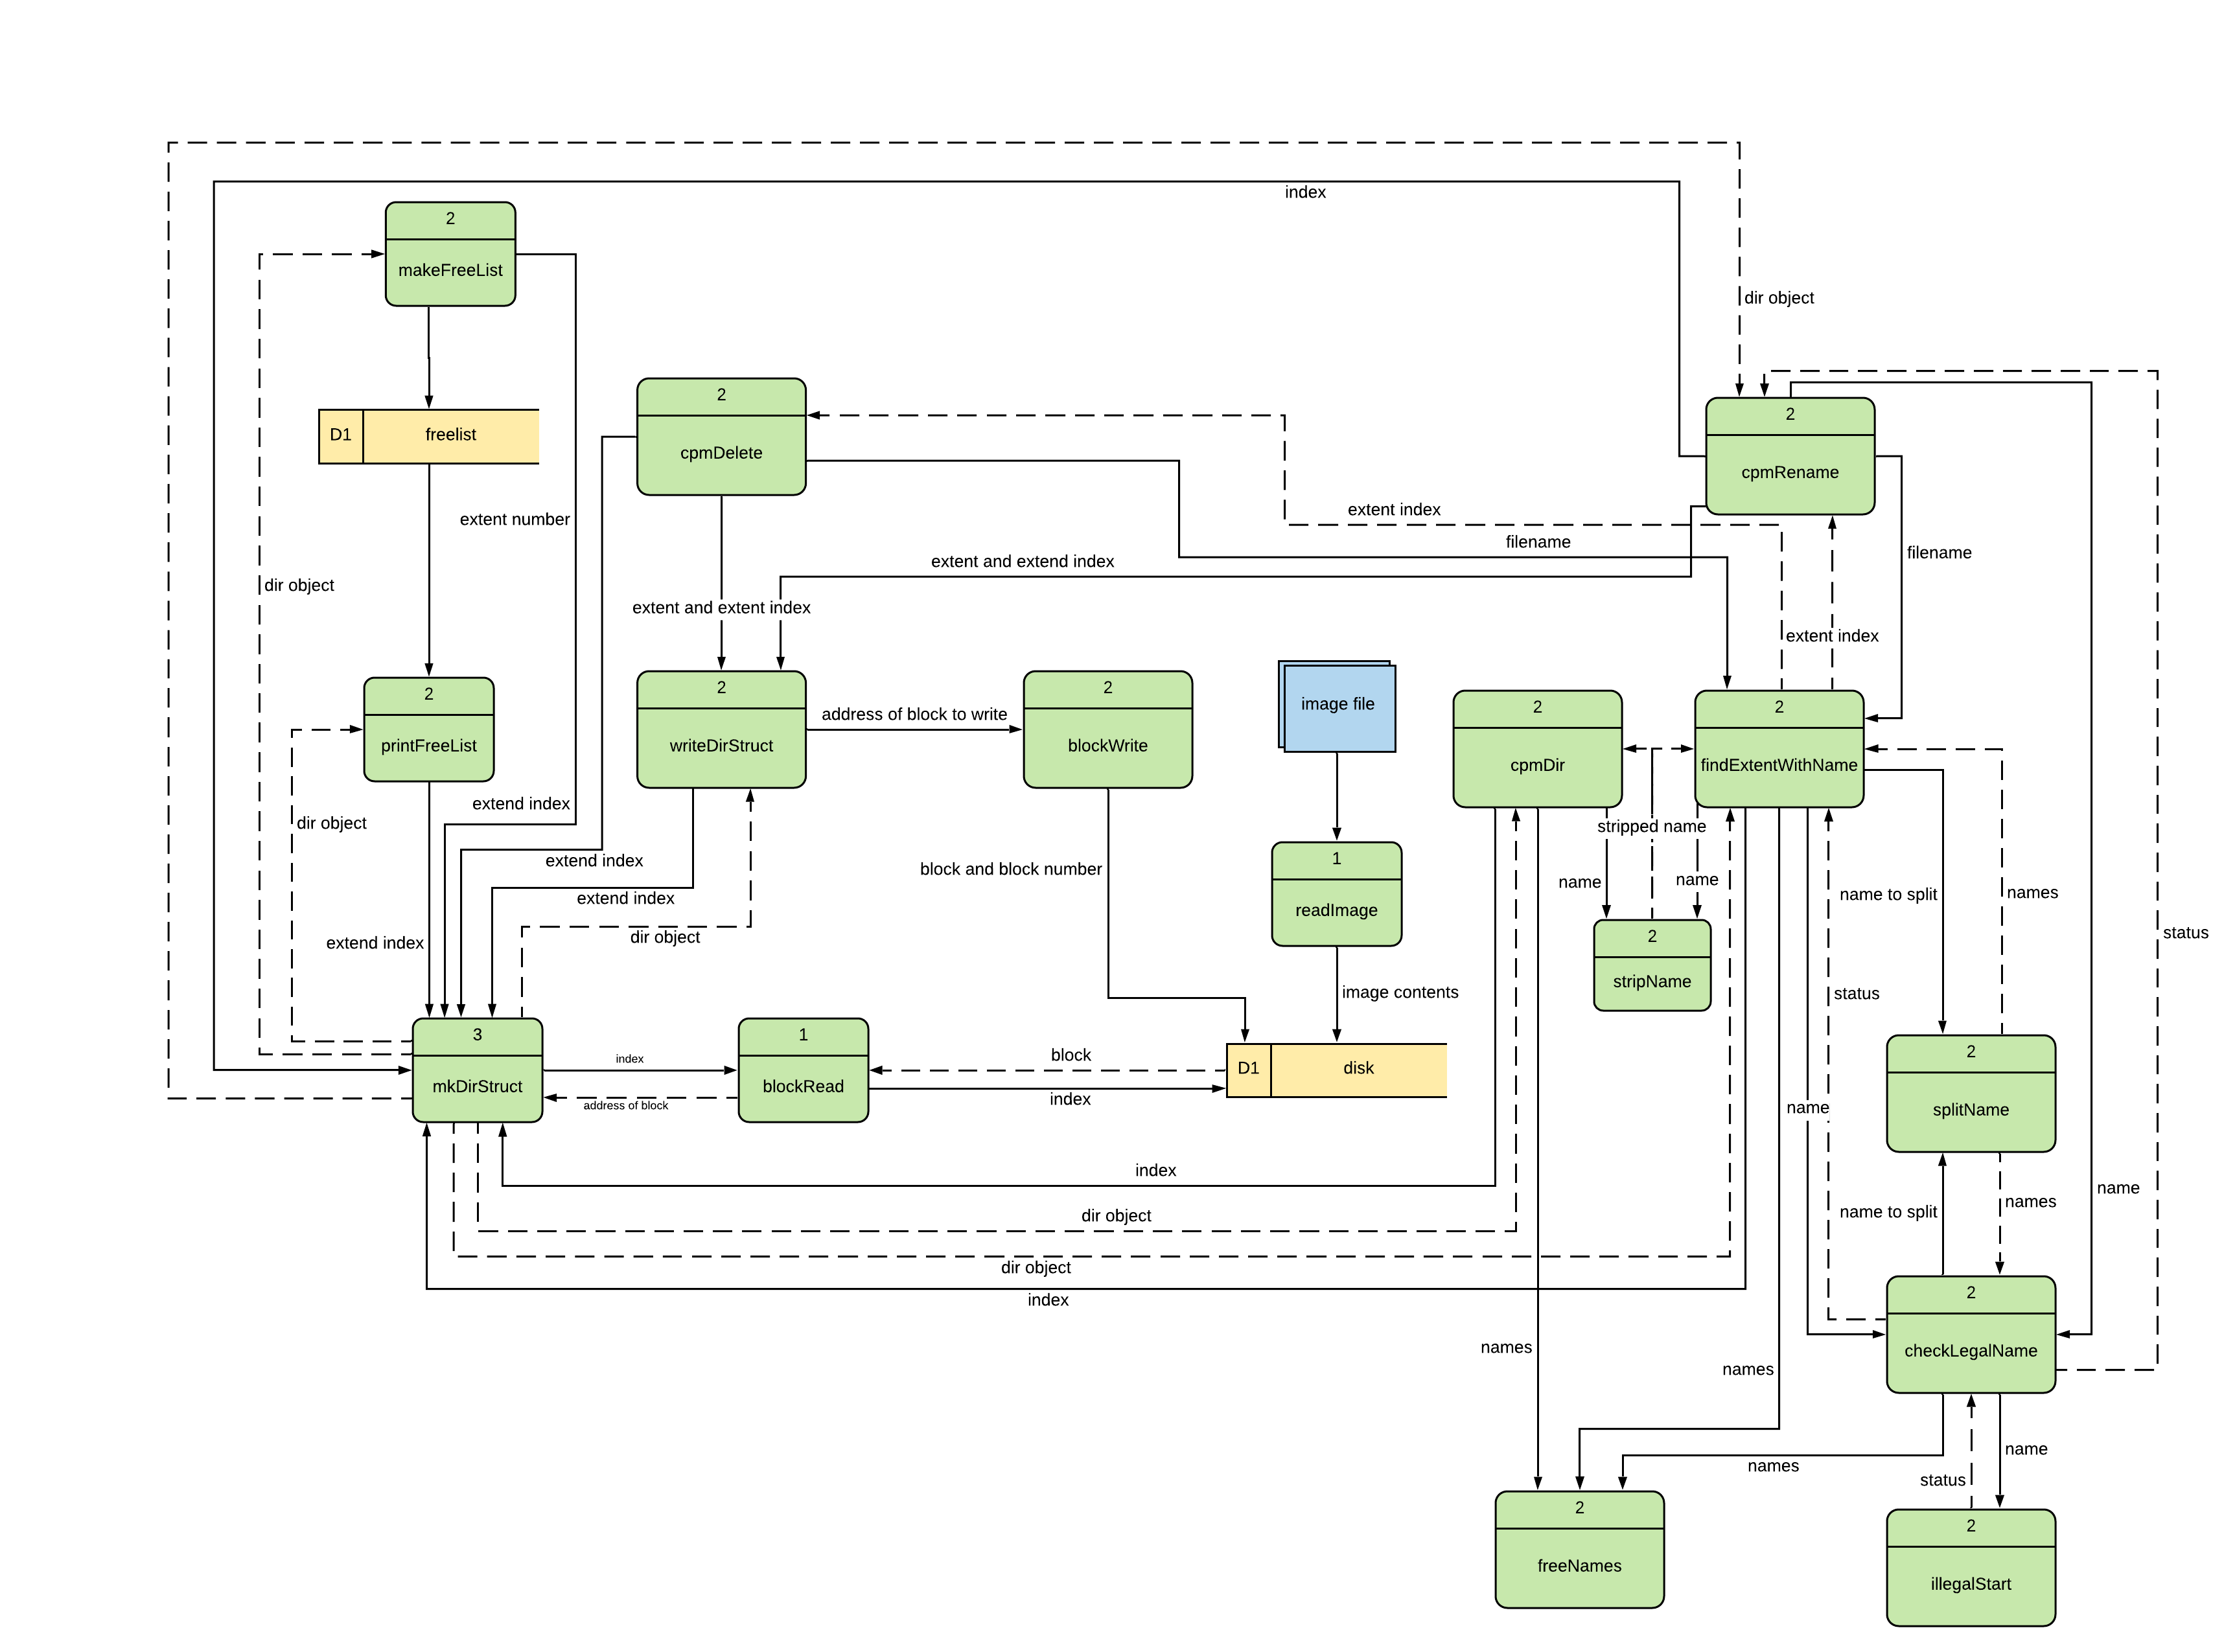 index
2
makeFreeList
dir object
2
cpmDelete
2
cpmRename
D1 freelist
extent number
extent index
filename
filename
extent and extend index
dir object
extent and extent index
extent index
2
printFreeList
2
writeDirStruct
address of block to write
2
blockWrite
image file
2
cpmDir
2
findExtentWithName
extend index
dir object
stripped name
extend index
block and block number
1
readImage
name
name
name to split
names
extend index
dir object
extend index
2
stripName
status
image contents
status
3
mkDirStruct
index
address of block
1
blockRead
block
index
D1 disk
2
splitName
name
index
dir object
name to split
names
name
dir object
index
2
checkLegalName
names
names
names
name
status
2
freeNames
2
illegalStart